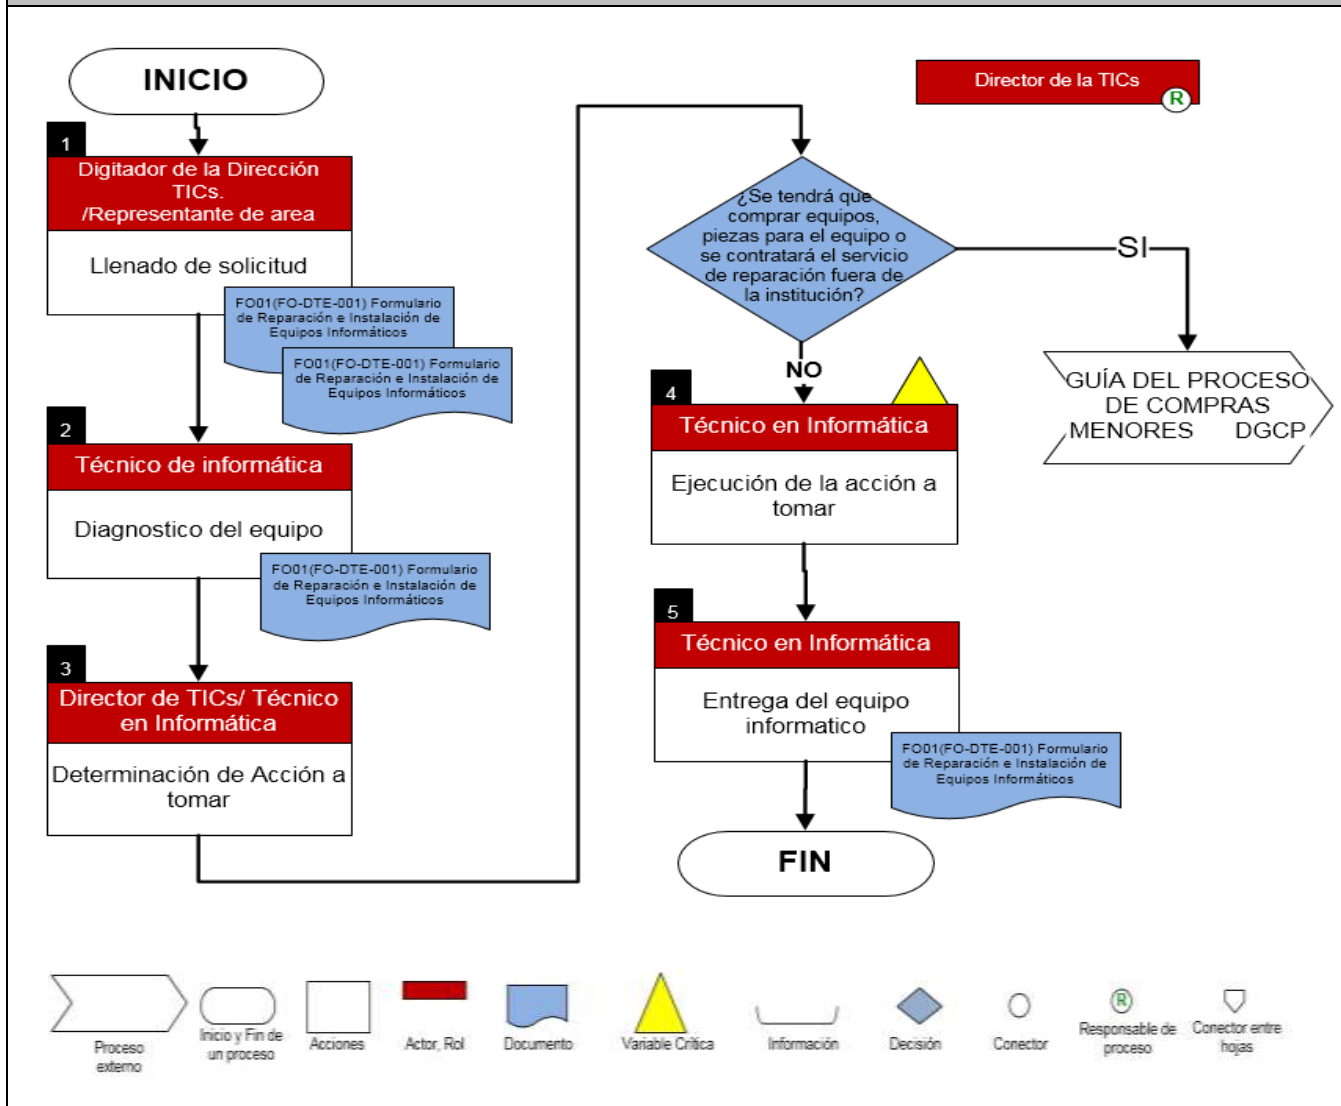 INICIO
1
Digitador de la Dirección
TICs.
/Representante de area
Llenado de solicitud
FO01(FO-DTE-001) Formulario
de Reparación e Instalación de
Equipos Informáticos
FO01(FO-DTE-001) Formulario
de Reparación e Instalación de
Equipos Informáticos
2
Técnico de informática
Diagnostico del equipo
FO01(FO-DTE-001) Formulario
de Reparación e Instalación de
Equipos Informáticos
3
Director de TICs/ Técnico
en Informática
Determinación de Acción a
tomar
Director de la TICs
R
¿Se tendrá que
comprar equipos,
piezas para el equipo o
se contratará el servicio
de reparación fuera de
la institución?
SI
GUÍA DEL PROCESO
DE COMPRAS
MENORES DGCP
NO
4
Técnico en Informática
Ejecución de la acción a
tomar
5
Técnico en Informática
Entrega del equipo
informatico
FO01(FO-DTE-001) Formulario
de Reparación e Instalación de
Equipos Informáticos
FIN
Proceso
externo
Inicio y Fin de
un proceso
Acciones
Actor, Rol
Documento
Variable Crítica
Información
Decisión
Conector
R
Responsable de
proceso
Conector entre
hojas